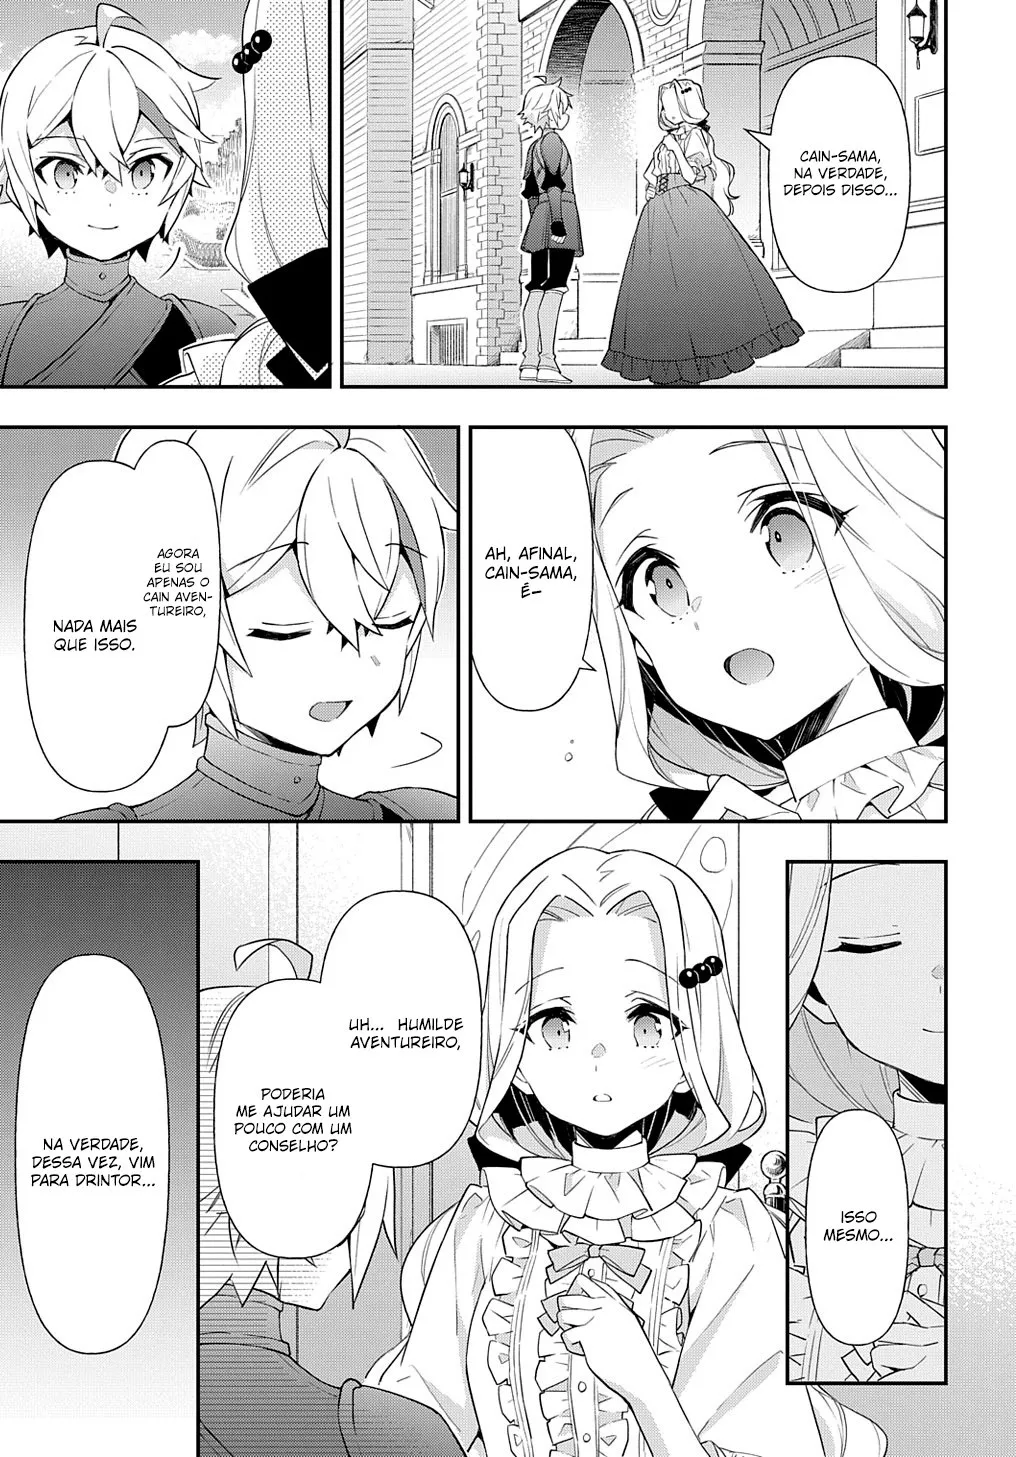 CAIN-SAMA,
NA VERDADE,
DEPOIS DISSO...
AH, AFINAL,
CAIN-SAMA,
É-
AGORA
EU SOU
APENAS O
CAIN AVEN-
TUREIRO,
NADA MAIS
QUE ISSO.
ISSO
MESMO...
UH... HUMILDE
AVENTUREIRO,
PODERIA
ME AJUDAR UM
POUCO COM UM
CONSELHO?
NA VERDADE,
DESSA VEZ, VIM
PARA DRINTOR...